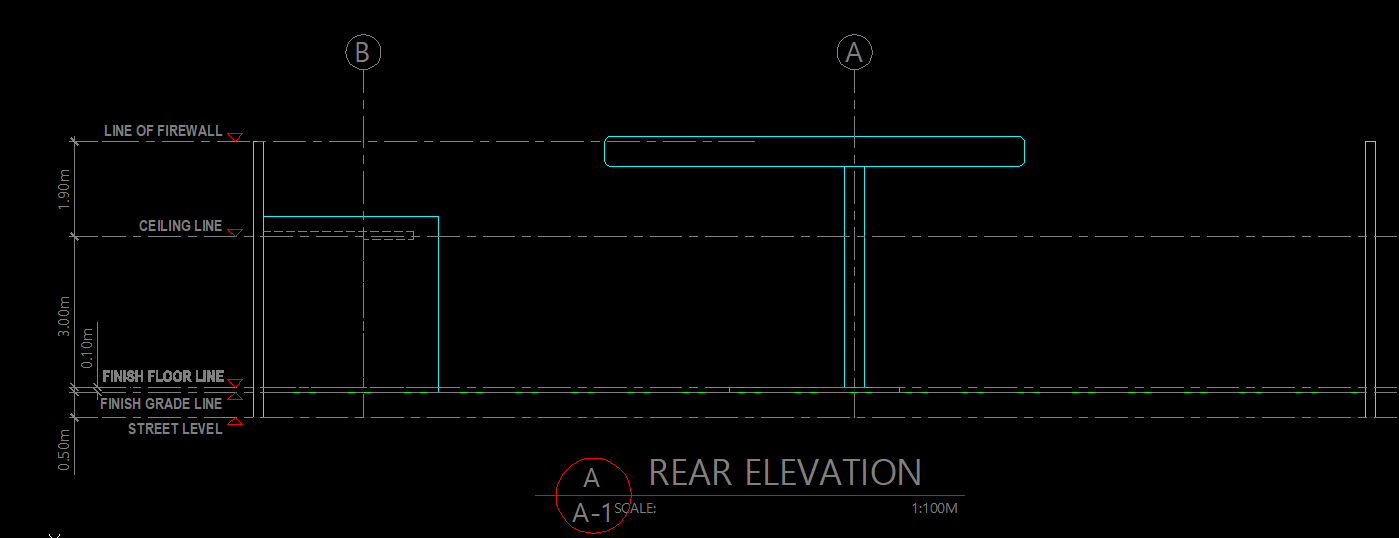 B
A
LINE OF FIREWALL
1.90m
CEILING LINE
3.00m
0.10m
FINISH FLOOR LINE
FINISH GRADE LINE
STREET LEVEL
0.50m
A
REAR ELEVATION
A-1
SCALE:
1:100M